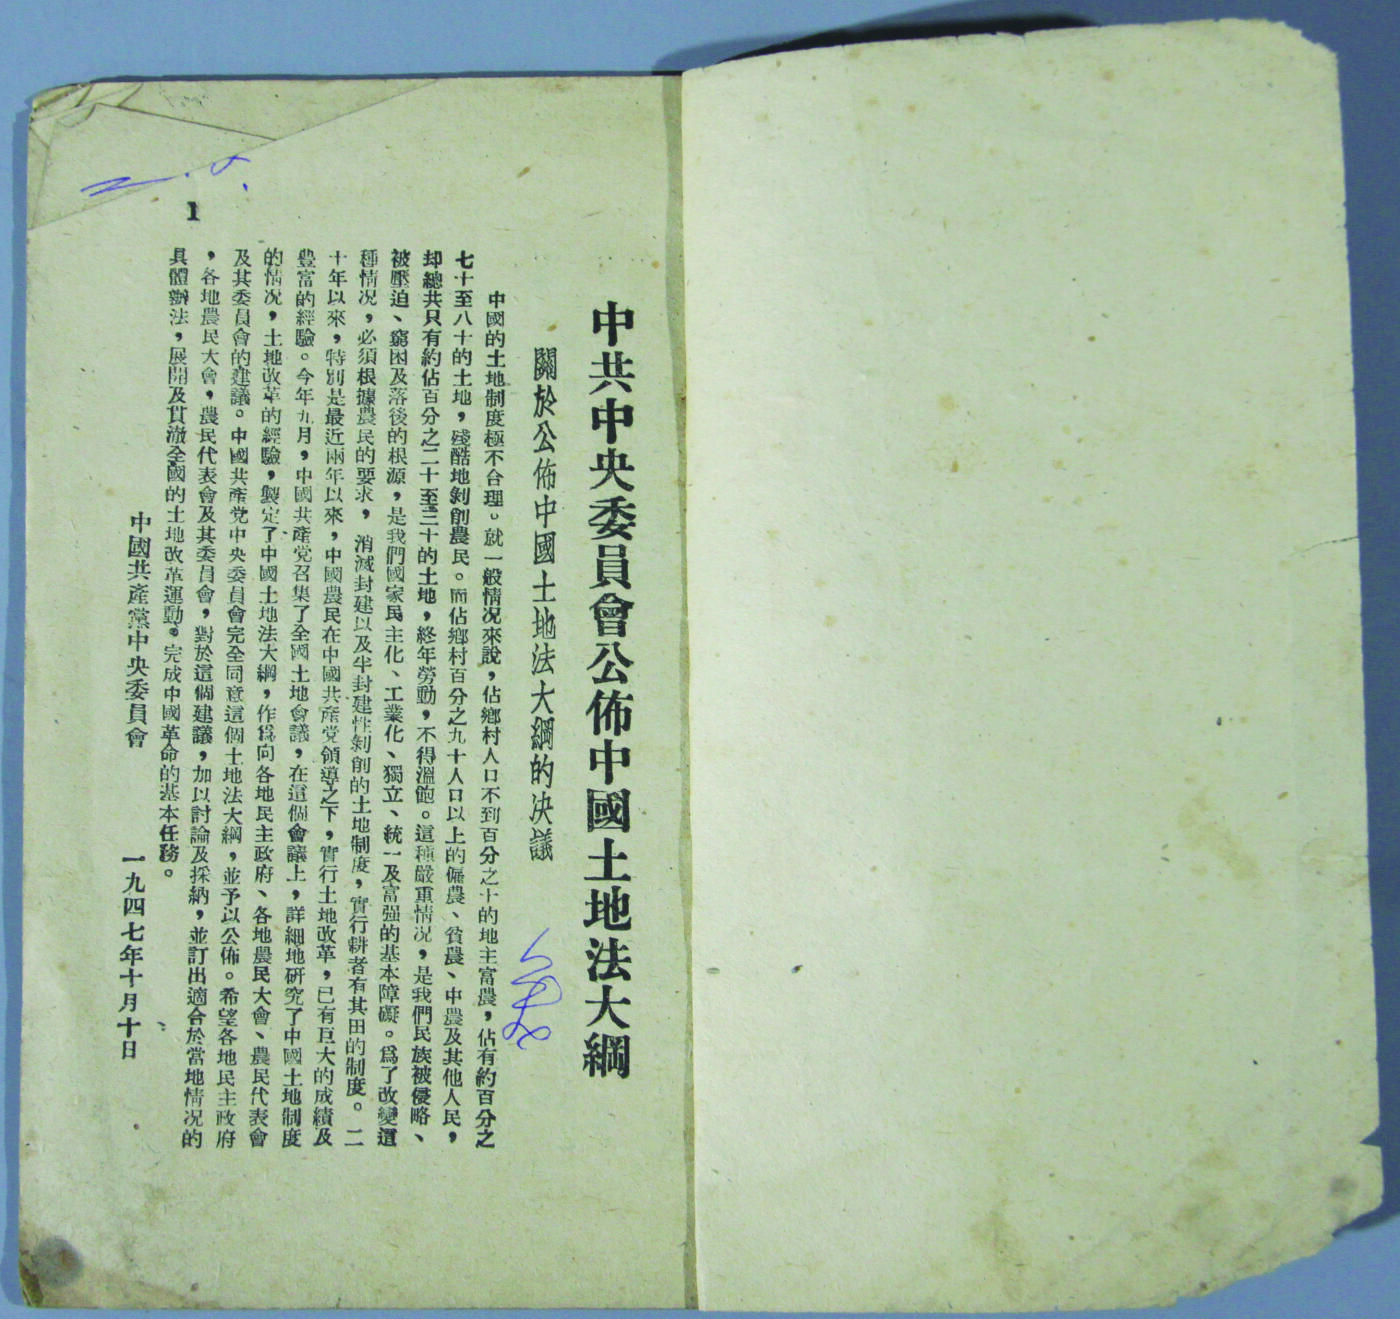 中共中央委員會公佈中國土地法大綱
關於公佈中國土地法大綱的决議
中國的土地制度極不合理。就一般情况來說，佔鄉村人口不到百分之十的地主富農，佔有約百分之
七十至八十的土地，殘酷地剝削農民。而佔鄉村百分之九十人口以上的僱農、貧農、中農及其他人民，
却總共只有約佔百分之二十至三十的土地，終年勞動，不得溫飽。這種嚴重情况，是我們民族被侵略、
被壓迫、窮困及落後的根源，是我們國家民主化、工業化、獨立、統一及富强的基本障礙。爲了改變這
種情况，必須根據農民的要求，消滅封建以及半封建性剝削的土地制度，實行耕者有其田的制度。二
十年以來，特別是最近兩年以來，中國農民在中國共產党領導之下，實行土地改革，已有巨大的成績及
豊富的經驗。今年九月，中國共產党召集了全國土地會議，在這個會議上，詳細地研究了中國土地制度
的情况，土地改革的經驗，製定了中國土地法大綱，作爲向各地民主政府、各地農民大會、農民代表會
及其委員會的建議。中國共產党中央委員會完全同意這個土地法大綱，並予以公佈。希望各地民主政府
，各地農民大會，農民代表會及其委員會，對於這個建議，加以討論及採納，並訂出適合於當地情况的
具體辦法，展開及貫澈全國的土地改革運動。完成中國革命的基本任務。
中國共產黨中央委員會
一九四七年十月十日
1